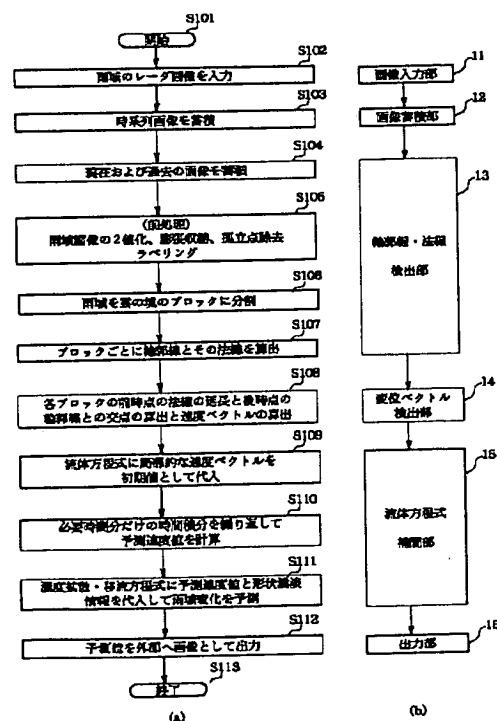 S101
開始
S102
雨域のレーダ画像を入力
S103
時系列画像を蓄積
S104
現在および過去の画像を蓄積
S105
(前処理)
雨域画像の2値化、膨張収縮、孤立点除去
ラベリング
S106
雨域を雲の塊のブロックに分割
S107
ブロックごとに輪郭線とその法線を算出
S108
各ブロックの前時点の法線の延長と後時点の
輪郭線との交点の算出と速度ベクトルの算出
S109
流体方程式に離散的な速度ベクトルを
初期値として代入
S110
必要時間分だけの時間積分を繰り返して
予測速度値を計算
S111
濃度拡散・移流方程式に予測速度値と形状濃淡
情報を代入して雨域変化を予測
S112
予測値を外部へ画像として出力
S113
終了
(a)
11
画像入力部
12
画像蓄積部
13
輪郭線・法線
検出部
14
変位ベクトル
検出部
15
流体方程式
補間部
16
出力部
(b)